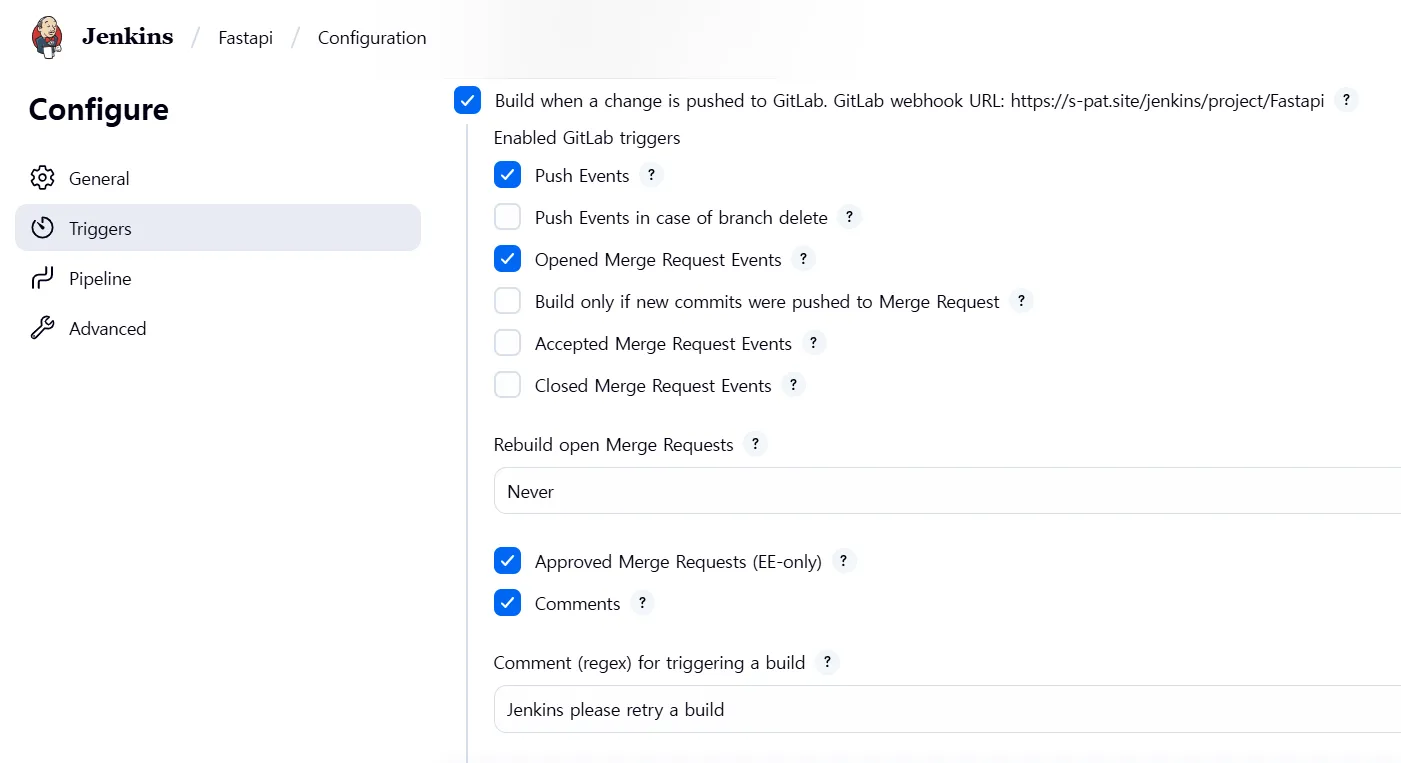 Jenkins / Fastapi / Configuration
Configure
General
Triggers
Pipeline
Advanced
Build when a change is pushed to GitLab. GitLab webhook URL: https://s-pat.site/jenkins/project/Fastapi ?
Enabled GitLab triggers
Push Events ?
Push Events in case of branch delete ?
Opened Merge Request Events ?
Build only if new commits were pushed to Merge Request ?
Accepted Merge Request Events ?
Closed Merge Request Events ?
Rebuild open Merge Requests ?
Never
Approved Merge Requests (EE-only) ?
Comments ?
Comment (regex) for triggering a build ?
Jenkins please retry a build